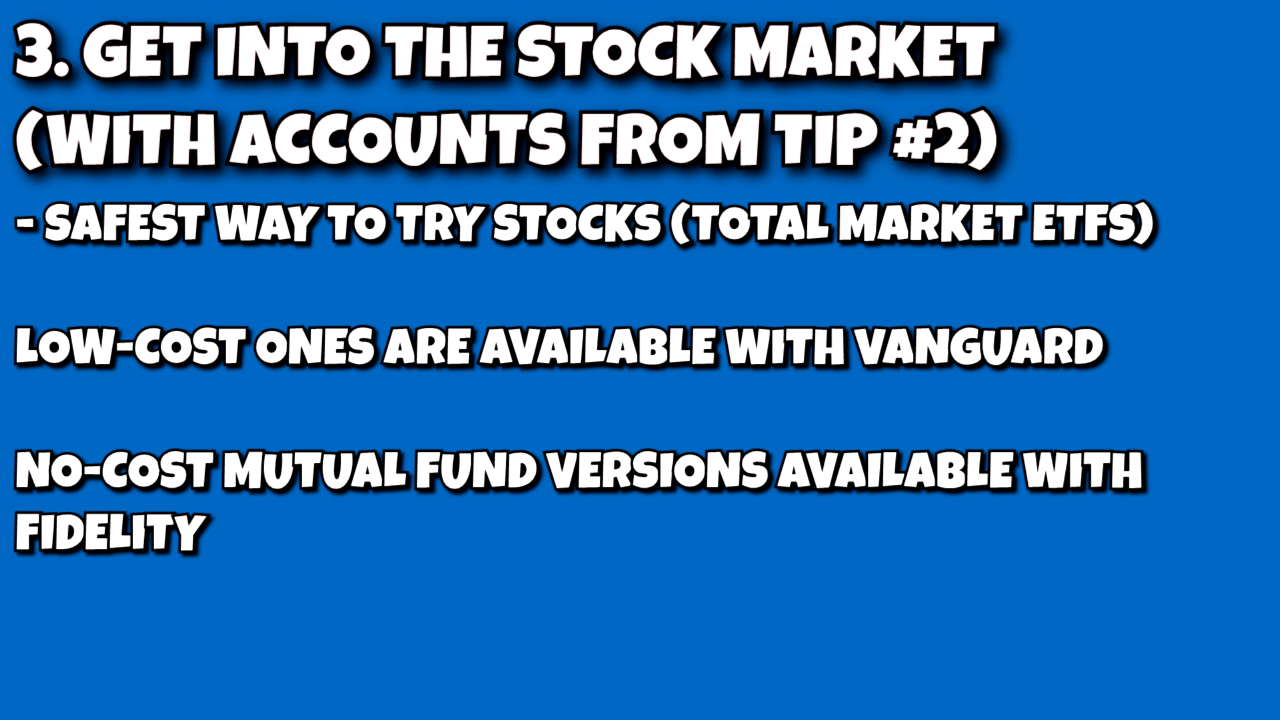 3. GET INTO THE STOCK MARKET
(WITH ACCOUNTS FROM TIP #2)
- SAFEST WAY TO TRY STOCKS (TOTAL MARKET ETFS)
LOW-COST ONES ARE AVAILABLE WITH VANGUARD
NO-COST MUTUAL FUND VERSIONS AVAILABLE WITH
FIDELITY